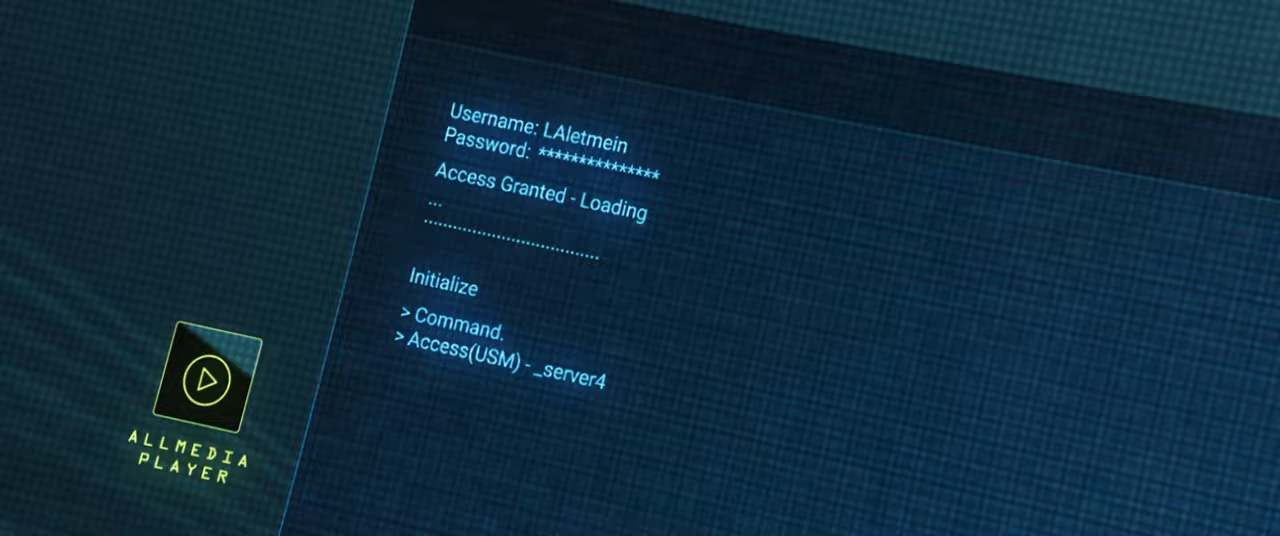 Username: LAletmein
Password: ***************
Access Granted - Loading
...
..................................
Initialize
> Command.
> Access(USM) - _server4
ALLMEDIA
PLAYER